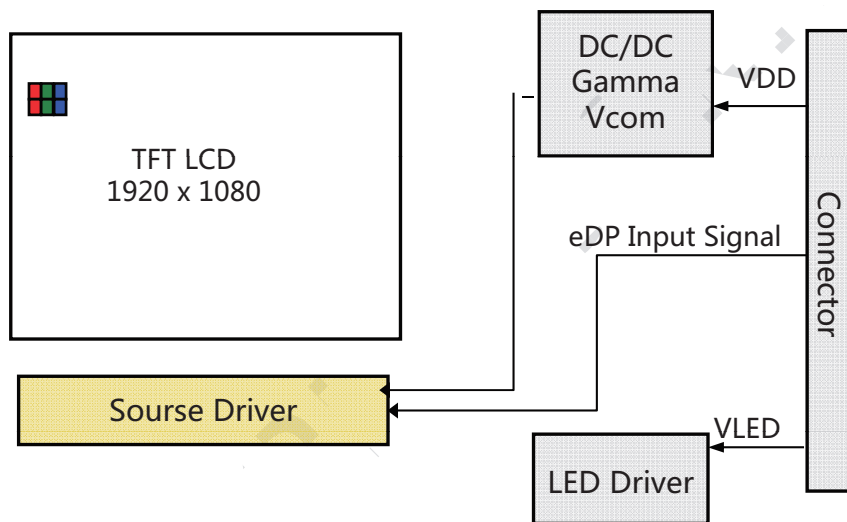 DC/DC
Gamma
Vcom
VDD
TFT LCD
1920 x 1080
eDP Input Signal
Connector
Sourse Driver
VLED
LED Driver